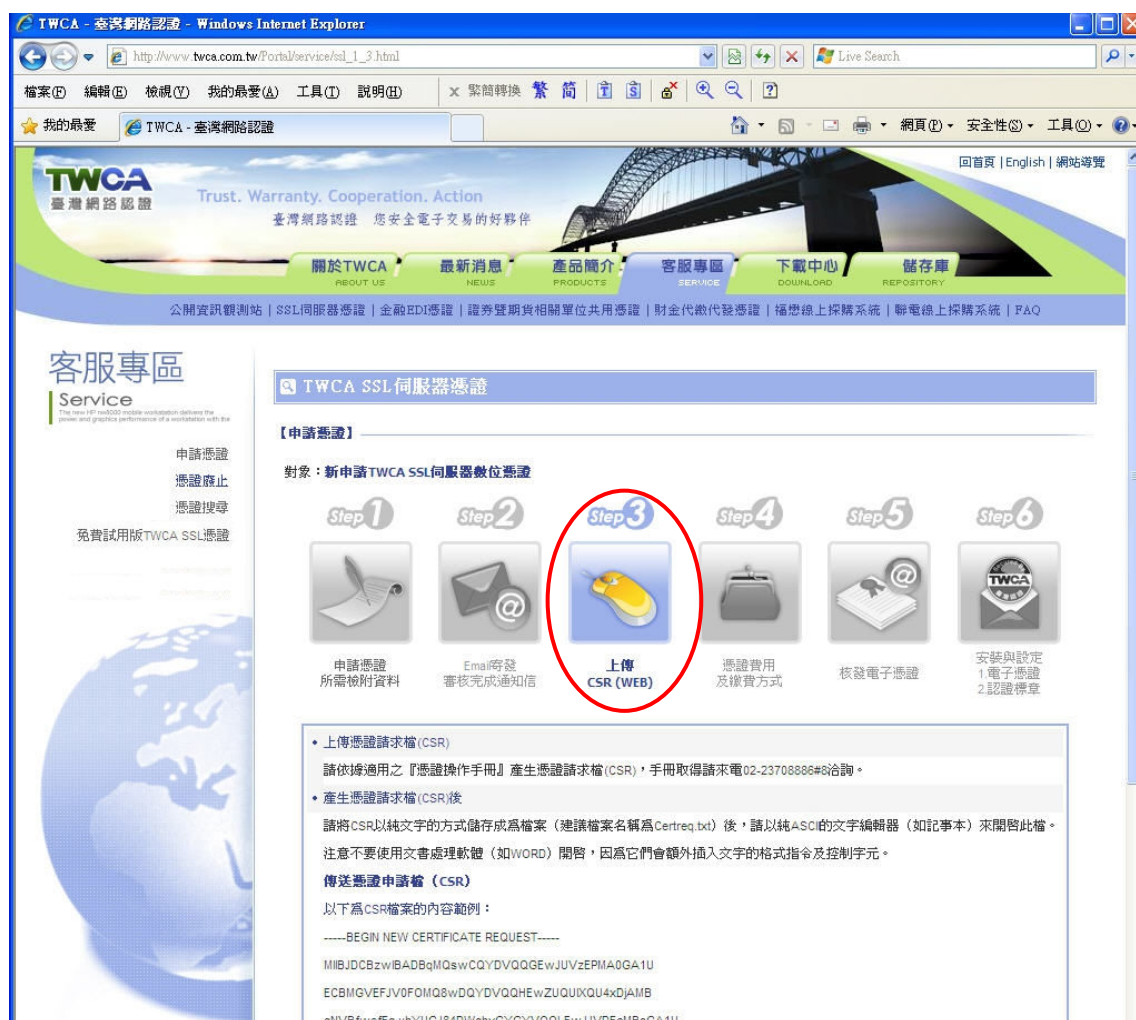 TWCA - 臺灣網路認證 - Windows Internet Explorer
http://www.twca.com.tw/Portal/service/ssl_1_3.html
Live Search
檔案(F) 編輯(E) 檢視(V) 我的最愛(A) 工具(T) 說明(H) x 緊簡轉換 繁 简
我的最愛 TWCA - 臺灣網路認證 網頁(P) 安全性(S) 工具(O)
回首頁 | English | 網站導覽
TWCA
臺灣網路認證
Trust. Warranty. Cooperation. Action
臺灣網路認證 您安全電子交易的好夥伴
關於TWCA 最新消息 產品簡介 客服專區 下載中心 儲存庫
ABOUT US NEWS PRODUCTS SERVICE DOWNLOAD REPOSITORY
公開資訊觀測站 | SSL伺服器憑證 | 金融EDI憑證 | 證券暨期貨相關單位共用憑證 | 財金代繳代發憑證 | 福懋線上採購系統 | 聯電線上採購系統 | FAQ
客服專區
Service
The new HP nw8000 mobile workstation delivers the
power and graphics performance of a workstation with the
申請憑證
憑證廢止
憑證搜尋
免費試用版TWCA SSL憑證
TWCA SSL伺服器憑證
【申請憑證】
對象：新申請TWCA SSL伺服器數位憑證
Step1 Step2 Step3 Step4 Step5 Step6
TWCA
申請憑證
所需檢附資料
Email寄發
審核完成通知信
上傳
CSR (WEB)
憑證費用
及繳費方式
核發電子憑證
安裝與設定
1.電子憑證
2.認證標章
• 上傳憑證請求檔(CSR)
請依據適用之『憑證操作手冊』產生憑證請求檔(CSR)，手冊取得請來電02-23708886#8洽詢。
• 產生憑證請求檔(CSR)後
請將CSR以純文字的方式儲存成為檔案（建議檔案名稱為Certreq.txt）後，請以純ASCII的文字編輯器（如記事本）來開啓此檔。
注意不要使用文書處理軟體（如WORD）開啓，因為它們會額外插入文字的格式指令及控制字元。
傳送憑證申請檔（CSR）
以下為CSR檔案的內容範例：
-----BEGIN NEW CERTIFICATE REQUEST-----
MIIBJDCBzwIBADBqMQswCQYDVQQGEwJUVzEPMA0GA1U
ECBMGVEFJV0FOMQ8wDQYDVQQHEwZUQUlXQU4xDjAMB